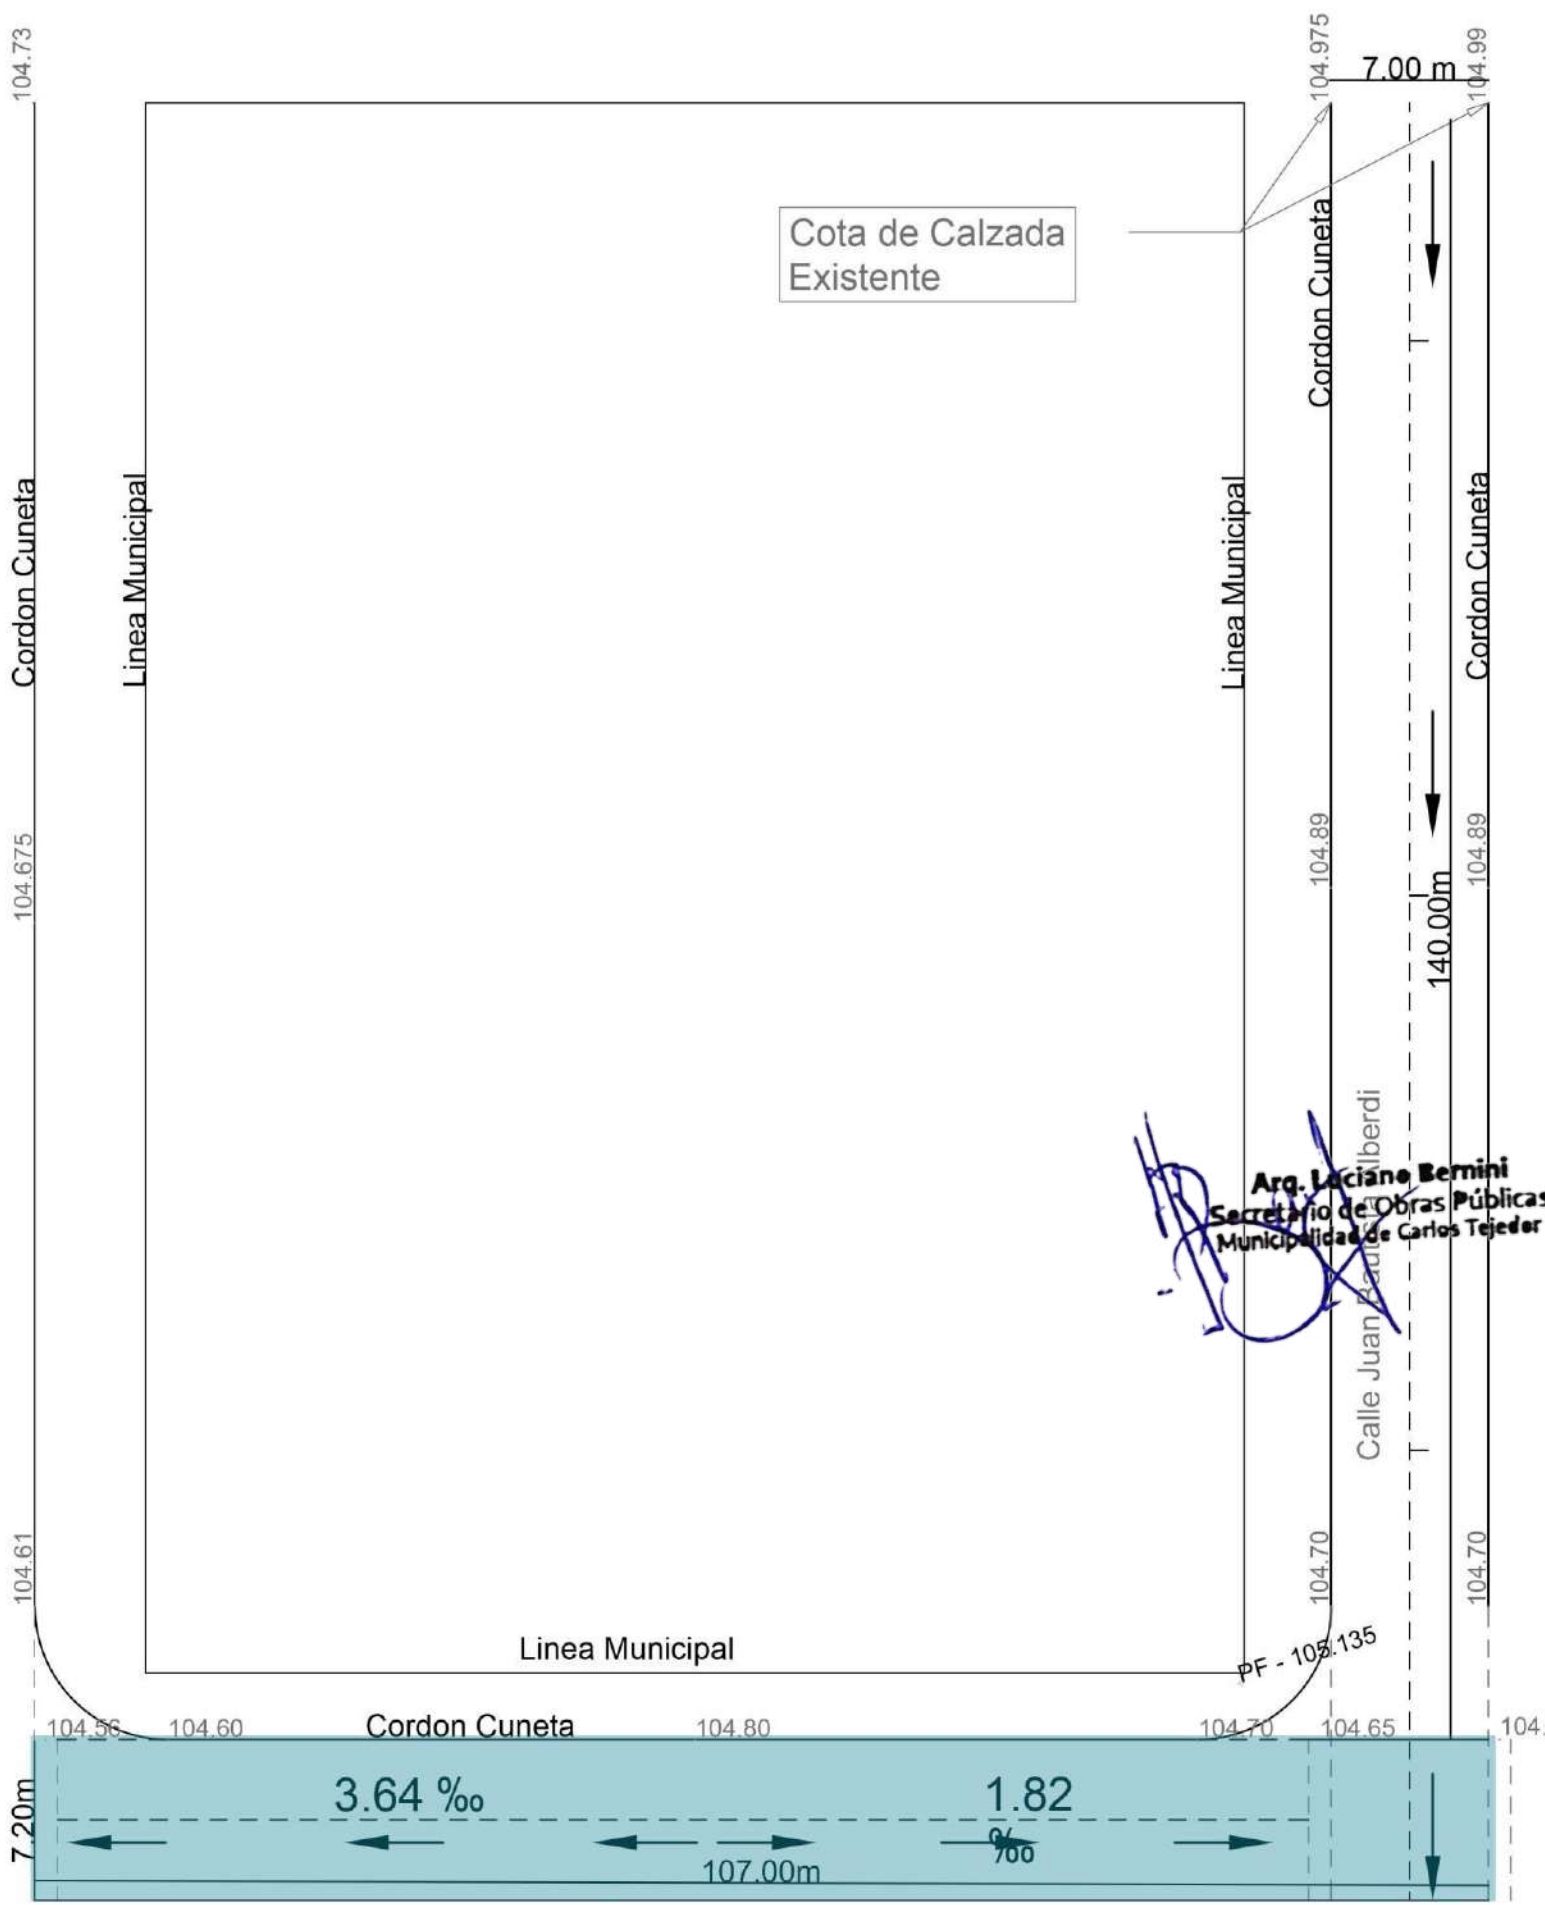 104.73
104.975
7.00 m
104.99
Cota de Calzada
Existente
Cordon Cuneta
Cordon Cuneta
Linea Municipal
Linea Municipal
Cordon Cuneta
104.675
104.89
104.89
140.00m
Calle Juan Bautista Alberdi
Arq. Luciano Bernini
Secretario de Obras Públicas
Municipalidad de Carlos Tejedor
104.61
104.70
104.70
Linea Municipal
PF - 105.135
104.56
104.60
Cordon Cuneta
104.80
104.70
104.65
104.
7.20m
3.64 ‰
1.82
‰
107.00m